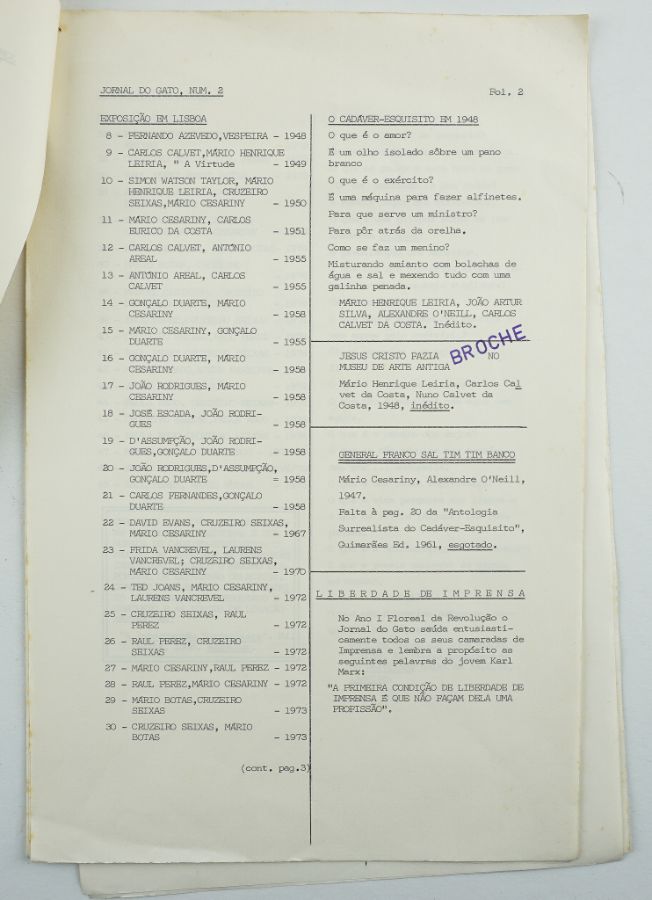 JORNAL DO GATO, NUM. 2
Fol. 2
EXPOSIÇÃO EM LISBOA
8 - FERNANDO AZEVEDO,VESPEIRA - 1948
9 - CARLOS CALVET,MÁRIO HENRIQUE
LEIRIA, " A Virtude - 1949
10 - SIMON WATSON TAYLOR, MÁRIO
HENRIQUE LEIRIA, CRUZEIRO
SEIXAS,MÁRIO CESARINY - 1950
11 - MÁRIO CESARINY, CARLOS
EURICO DA COSTA - 1951
12 - CARLOS CALVET, ANTÓNIO
AREAL - 1955
13 - ANTÓNIO AREAL, CARLOS
CALVET - 1955
14 - GONÇALO DUARTE, MÁRIO
CESARINY - 1958
15 - MÁRIO CESARINY, GONÇALO
DUARTE - 1955
16 - GONÇALO DUARTE, MÁRIO
CESARINY - 1958
17 - JOÃO RODRIGUES, MÁRIO
CESARINY - 1958
18 - JOSÉ ESCADA, JOÃO RODRI-
GUES - 1958
19 - D'ASSUMPÇÃO, JOÃO RODRI-
GUES,GONÇALO DUARTE - 1958
20 - JOÃO RODRIGUES,D'ASSUMPÇÃO,
GONÇALO DUARTE = 1958
21 - CARLOS FERNANDES,GONÇALO
DUARTE - 1958
22 - DAVID EVANS, CRUZEIRO SEIXAS,
MÁRIO CESARINY - 1967
23 - FRIDA VANCREVEL, LAURENS
VANCREVEL; CRUZEIRO SEIXAS,
MÁRIO CESARINY - 1970
24 - TED JOANS, MÁRIO CESARINY,
LAURENS VANCREVEL - 1972
25 - CRUZEIRO SEIXAS, RAUL
PEREZ - 1972
26 - RAUL PEREZ, CRUZEIRO
SEIXAS - 1972
27 - MÁRIO CESARINY,RAUL PEREZ - 1972
28 - RAUL PEREZ,MÁRIO CESARINY - 1972
29 - MÁRIO BOTAS,CRUZEIRO
SEIXAS - 1973
30 - CRUZEIRO SEIXAS, MÁRIO
BOTAS - 1973
(cont. pag.3)
O CADÁVER-ESQUISITO EM 1948
O que é o amor?
É um olho isolado sôbre um pano
branco
O que é o exército?
É uma máquina para fazer alfinetes.
Para que serve um ministro?
Para pôr atrás da orelha.
Como se faz um menino?
Misturando amianto com bolachas de
água e sal e mexendo tudo com uma
galinha penada.
MÁRIO HENRIQUE LEIRIA, JOÃO ARTUR
SILVA, ALEXANDRE O'NEILL, CARLOS
CALVET DA COSTA. Inédito.
JESUS CRISTO FAZIA BROCHE NO
MUSEU DE ARTE ANTIGA
Mário Henrique Leiria, Carlos Cal
vet da Costa, Nuno Calvet da
Costa, 1948, inédito.
GENERAL FRANCO SAL TIM TIM BANCO
Mário Cesariny, Alexandre O'Neill,
1947.
Falta à pag. 20 da "Antologia
Surrealista do Cadáver-Esquisito",
Guimarães Ed. 1961, esgotado.
LIBERDADE DE IMPRENSA
No Ano I Floreal da Revolução o
Jornal do Gato saúda entusiasti-
camente todos os seus camaradas de
Imprensa e lembra a propósito as
seguintes palavras do jovem Karl
Marx:
"A PRIMEIRA CONDIÇÃO DE LIBERDADE DE
IMPRENSA É QUE NÃO FAÇAM DELA UMA
PROFISSÃO".